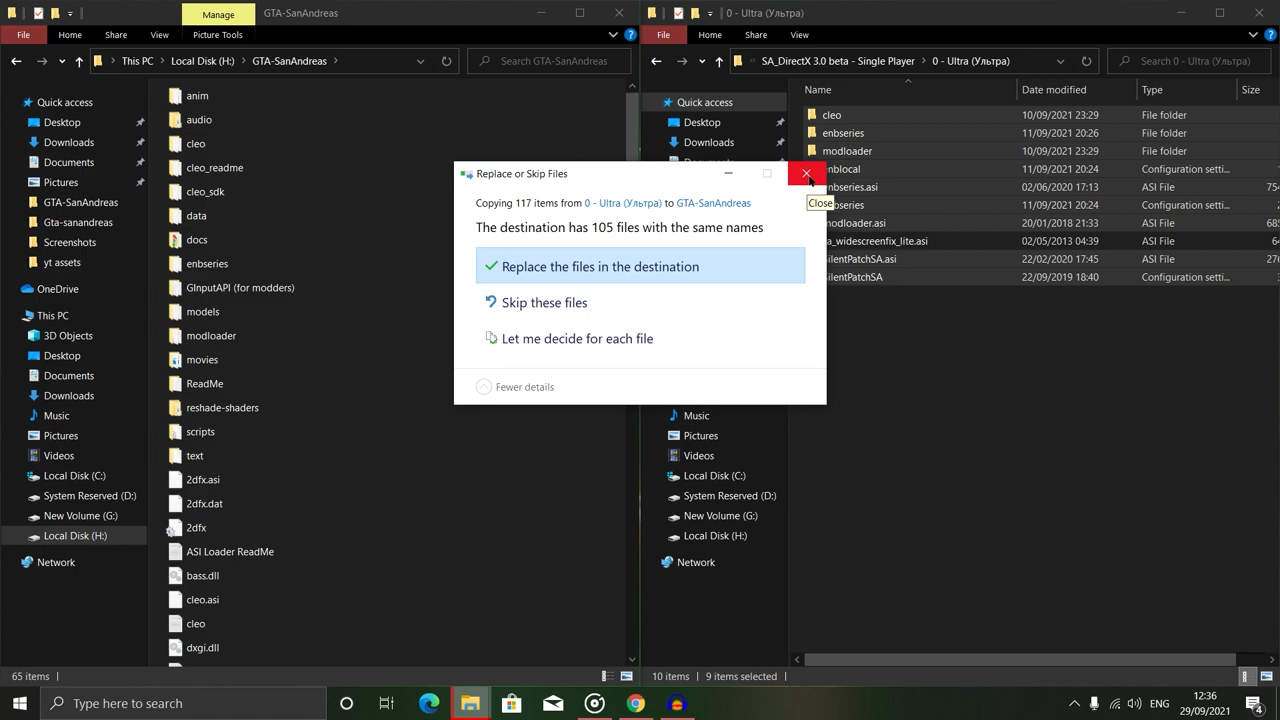 Manage
GTA-SanAndreas
File
Home
Share
View
Picture Tools
This PC
Local Disk (H:)
GTA-SanAndreas
Search GTA-SanAndreas
Quick access
Desktop
Downloads
Documents
Pictures
GTA-SanAndreas
Gta-sanandreas
Screenshots
yt assets
OneDrive
This PC
3D Objects
Desktop
Documents
Downloads
Music
Pictures
Videos
Local Disk (C:)
System Reserved (D:)
New Volume (G:)
Local Disk (H:)
Network
anim
audio
cleo
cleo_readme
cleo_sdk
data
docs
enbseries
GInputAPI (for modders)
models
modloader
movies
ReadMe
reshade-shaders
scripts
text
2dfx.asi
2dfx.dat
2dfx
ASI Loader ReadMe
bass.dll
cleo.asi
cleo
dxgi.dll
65 items
0 - Ultra (Ультра)
File
Home
Share
View
SA_DirectX 3.0 beta - Single Player
0 - Ultra (Ультра)
Search 0 - Ultra (Ультра)
Quick access
Desktop
Downloads
Music
Pictures
Videos
Local Disk (C:)
System Reserved (D:)
New Volume (G:)
Local Disk (H:)
Network
Name Date modified Type Size
cleo 10/09/2021 23:29 File folder
enbseries 11/09/2021 20:26 File folder
modloader 10/09/2021 23:29 File folder
11/09/2021 20:24 Configuration setti...
02/06/2020 17:13 ASI File
11/09/2021 20:24 Configuration setti...
20/01/2018 21:33 ASI File
02/05/2013 04:39 ASI File
22/02/2020 17:45 ASI File
22/09/2019 18:40 Configuration setti...
10 items
9 items selected
Replace or Skip Files
Copying 117 items from 0 - Ultra (Ультра) to GTA-SanAndreas
The destination has 105 files with the same names
Replace the files in the destination
Skip these files
Let me decide for each file
Fewer details
Close
Type here to search
ENG
12:36
29/09/2021